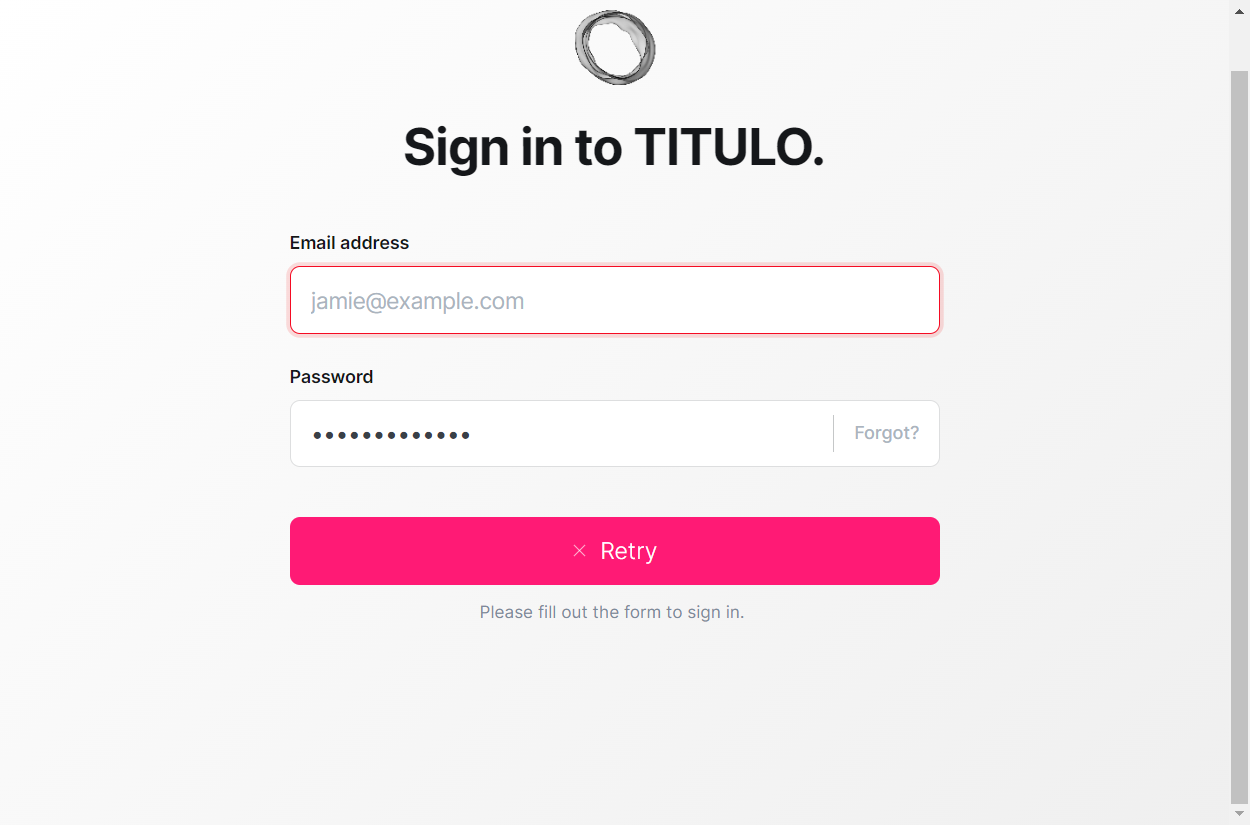 Sign in to TITULO.
Email address
jamie@example.com
Password
•••••••••••••
Forgot?
× Retry
Please fill out the form to sign in.